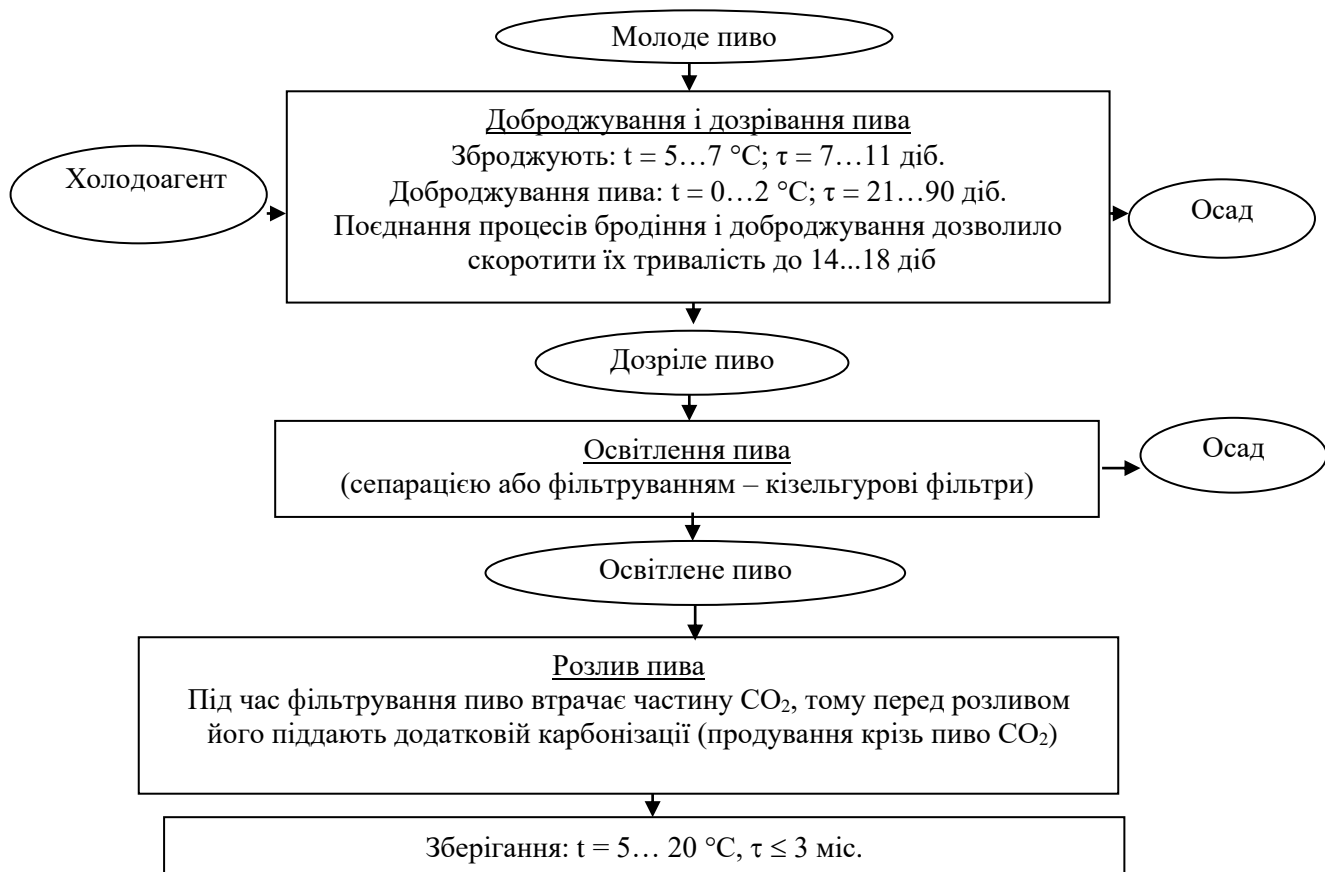 Молоде пиво
Доброджування і дозрівання пива
Зброджують: t = 5…7 °C; τ = 7…11 діб.
Доброджування пива: t = 0…2 °C; τ = 21…90 діб.
Поєднання процесів бродіння і доброджування дозволило
скоротити їх тривалість до 14...18 діб
Холодоагент
Осад
Дозріле пиво
Освітлення пива
(сепарацією або фільтруванням – кізельгурові фільтри)
Осад
Освітлене пиво
Розлив пива
Під час фільтрування пиво втрачає частину CO₂, тому перед розливом
його піддають додатковій карбонізації (продування крізь пиво CO₂)
Зберігання: t = 5… 20 °C, τ ≤ 3 міс.